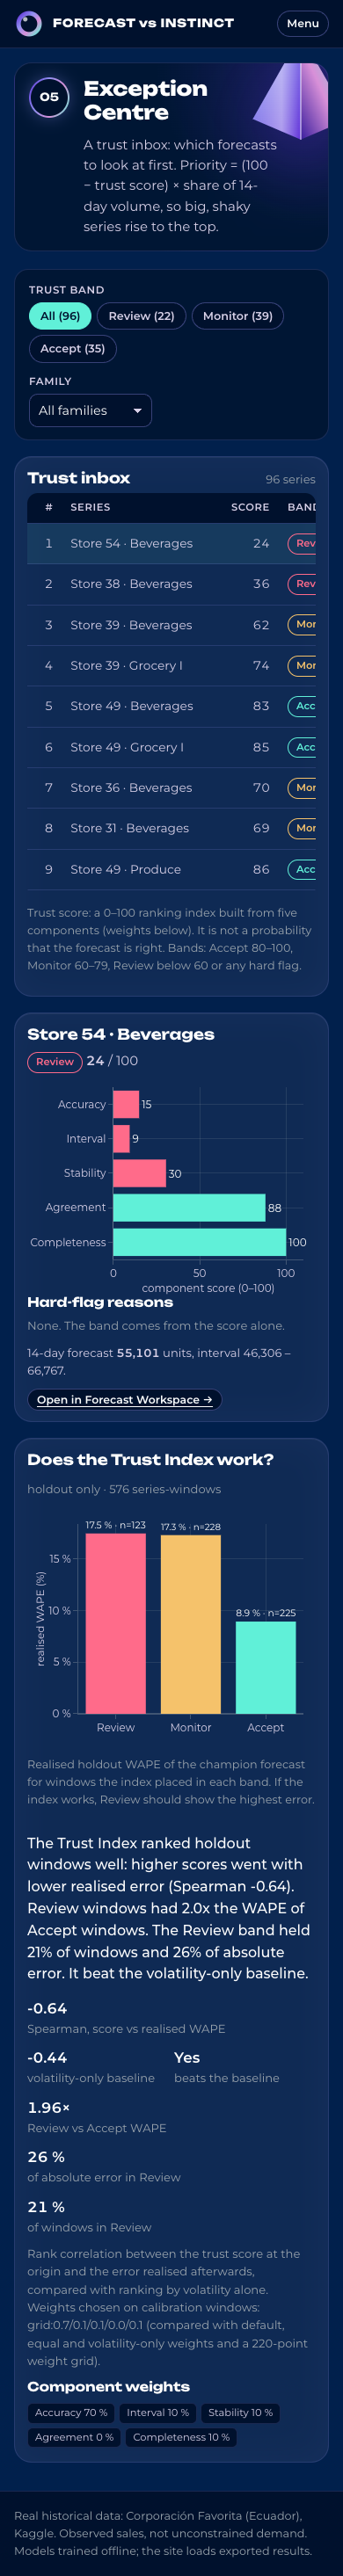 FORECAST vs INSTINCT
Menu
05
Exception
Centre
A trust inbox: which forecasts
to look at first. Priority = (100
− trust score) × share of 14-
day volume, so big, shaky
series rise to the top.
TRUST BAND
All (96)
Review (22)
Monitor (39)
Accept (35)
FAMILY
All families
Trust inbox
96 series
# SERIES SCORE BAND
1 Store 54 · Beverages 24 Rev
2 Store 38 · Beverages 36 Rev
3 Store 39 · Beverages 62 Mon
4 Store 39 · Grocery I 74 Mon
5 Store 49 · Beverages 83 Acc
6 Store 49 · Grocery I 85 Acc
7 Store 36 · Beverages 70 Mon
8 Store 31 · Beverages 69 Mon
9 Store 49 · Produce 86 Acc
Trust score: a 0–100 ranking index built from five
components (weights below). It is not a probability
that the forecast is right. Bands: Accept 80–100,
Monitor 60–79, Review below 60 or any hard flag.
Store 54 · Beverages
Review 24 / 100
Accuracy 15
Interval 9
Stability 30
Agreement 88
Completeness 100
0 50 100
component score (0–100)
Hard-flag reasons
None. The band comes from the score alone.
14-day forecast 55,101 units, interval 46,306 –
66,767.
Open in Forecast Workspace →
Does the Trust Index work?
holdout only · 576 series-windows
17.5 % · n=123
17.3 % · n=228
8.9 % · n=225
15 %
10 %
5 %
0 %
realised WAPE (%)
Review Monitor Accept
Realised holdout WAPE of the champion forecast
for windows the index placed in each band. If the
index works, Review should show the highest error.
The Trust Index ranked holdout
windows well: higher scores went with
lower realised error (Spearman -0.64).
Review windows had 2.0x the WAPE of
Accept windows. The Review band held
21% of windows and 26% of absolute
error. It beat the volatility-only baseline.
-0.64
Spearman, score vs realised WAPE
-0.44
volatility-only baseline
Yes
beats the baseline
1.96×
Review vs Accept WAPE
26 %
of absolute error in Review
21 %
of windows in Review
Rank correlation between the trust score at the
origin and the error realised afterwards,
compared with ranking by volatility alone.
Weights chosen on calibration windows:
grid:0.7/0.1/0.1/0.0/0.1 (compared with default,
equal and volatility-only weights and a 220-point
weight grid).
Component weights
Accuracy 70 %
Interval 10 %
Stability 10 %
Agreement 0 %
Completeness 10 %
Real historical data: Corporación Favorita (Ecuador),
Kaggle. Observed sales, not unconstrained demand.
Models trained offline; the site loads exported results.